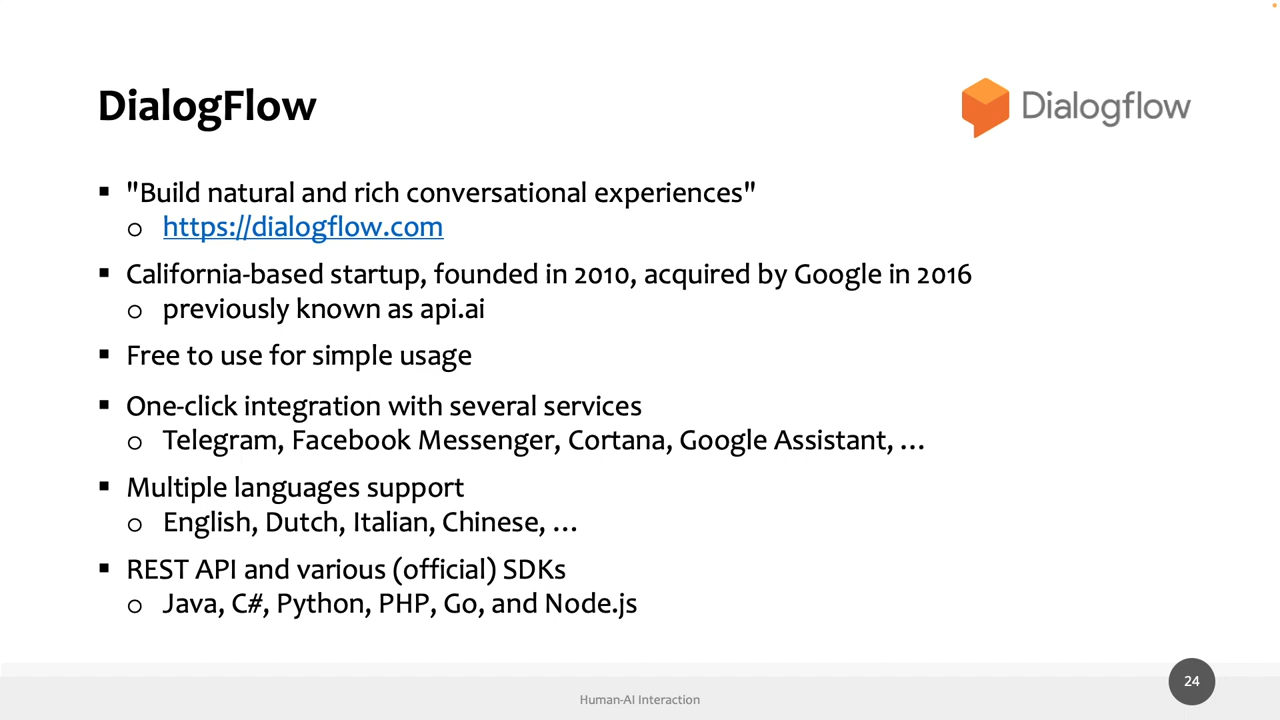 DialogFlow
Dialogflow
▪ "Build natural and rich conversational experiences"
o https://dialogflow.com
▪ California-based startup, founded in 2010, acquired by Google in 2016
o previously known as api.ai
▪ Free to use for simple usage
▪ One-click integration with several services
o Telegram, Facebook Messenger, Cortana, Google Assistant, …
▪ Multiple languages support
o English, Dutch, Italian, Chinese, …
▪ REST API and various (official) SDKs
o Java, C#, Python, PHP, Go, and Node.js
Human-AI Interaction
24